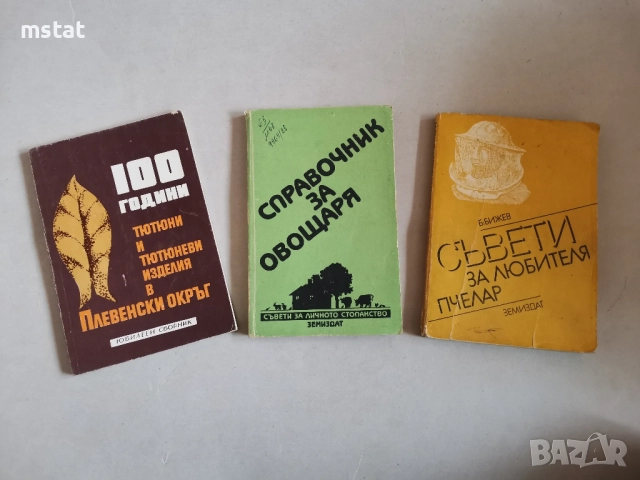 mstat
100
ГОДИНИ
ТЮТЮНИ
И
ТЮТЮНЕВИ
ИЗДЕЛИЯ
В
ПЛЕВЕНСКИ ОКРЪГ
ЮБИЛЕЕН СБОРНИК
СПРАВОЧНИК
ЗА
ОВОЩАРЯ
СЪВЕТИ ЗА ЛИЧНОТО СТОПАНСТВО
ЗЕМИЗДАТ
Б. БИЖЕВ
СЪВЕТИ
ЗА ЛЮБИТЕЛЯ
ПЧЕЛАР
ЗЕМИЗДАТ
BAZAR